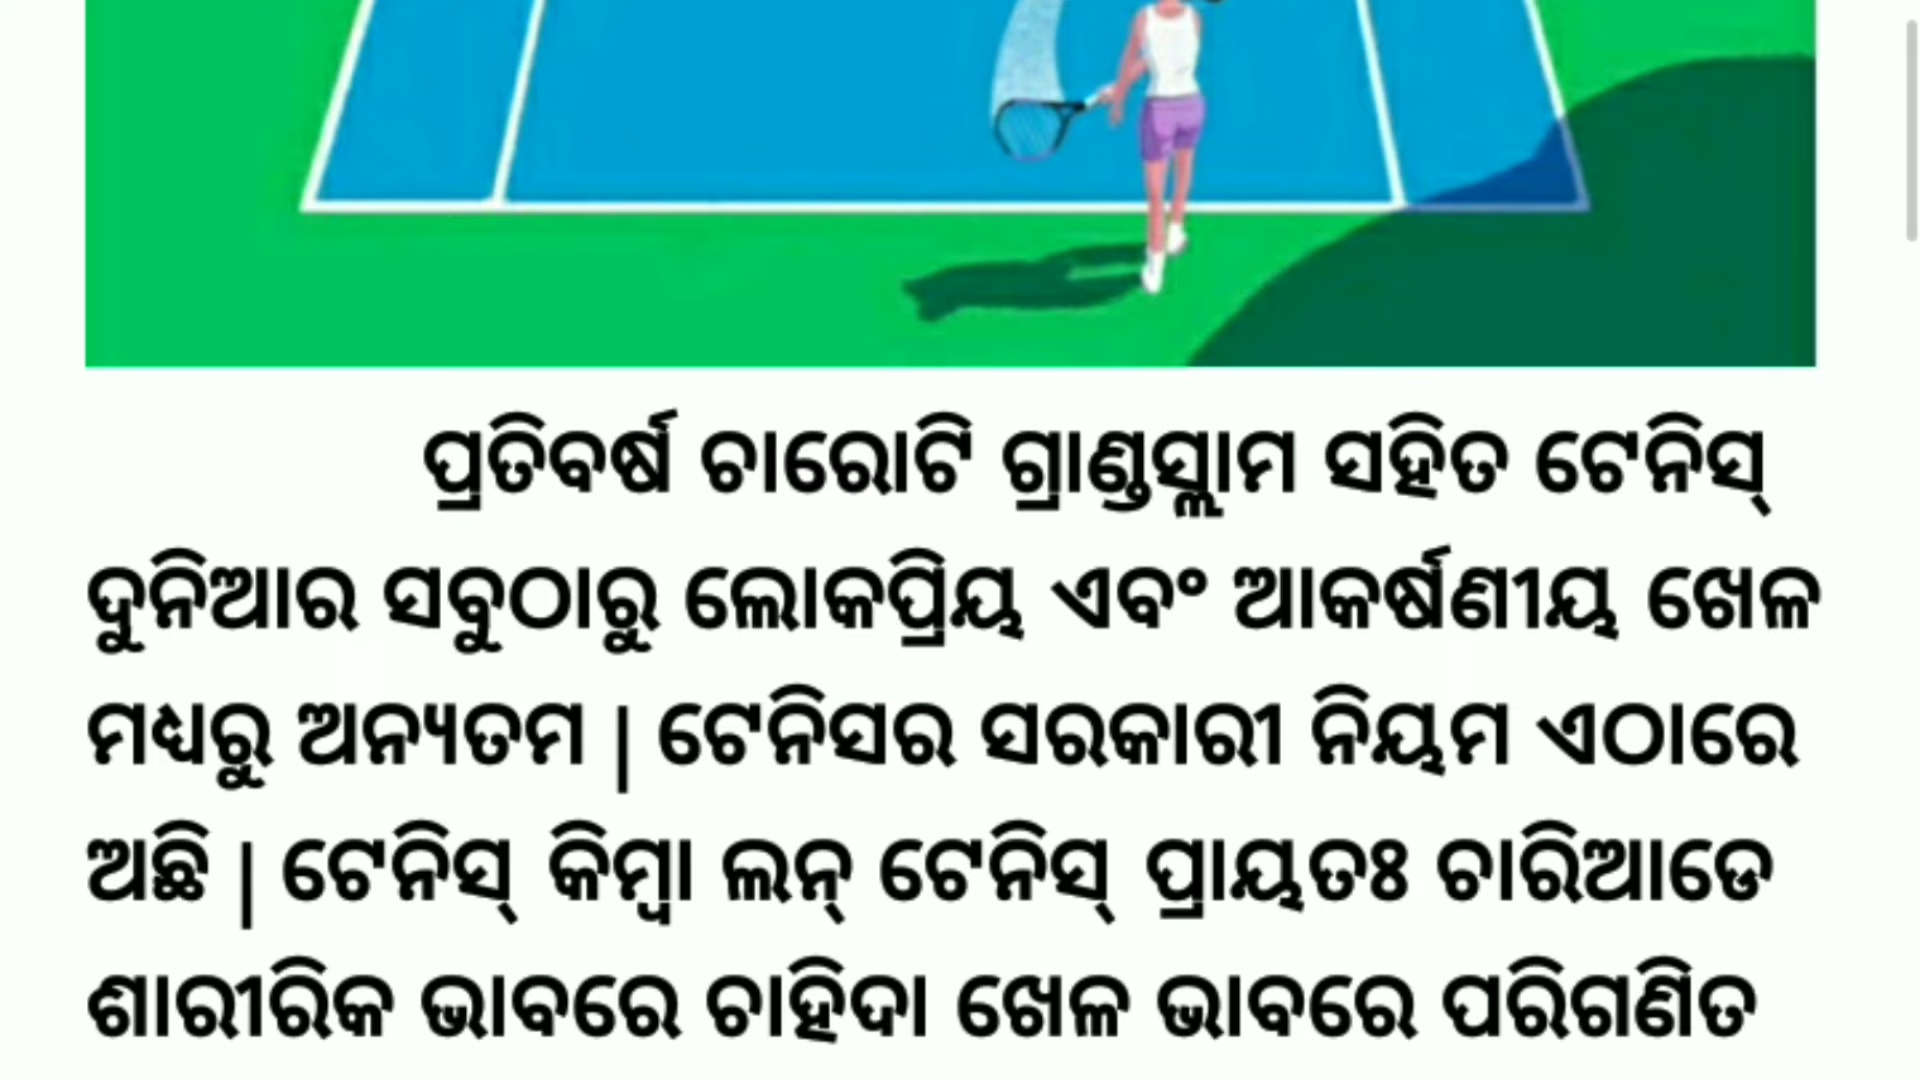 ପ୍ରତିବର୍ଷ ଚାରୋଟି ଗ୍ରାଣ୍ଡସ୍ଲାମ ସହିତ ଟେନିସ୍
ଦୁନିଆର ସବୁଠାରୁ ଲୋକପ୍ରିୟ ଏବଂ ଆକର୍ଷଣୀୟ ଖେଳ
ମଧ୍ୟରୁ ଅନ୍ୟତମ | ଟେନିସର ସରକାରୀ ନିୟମ ଏଠାରେ
ଅଛି | ଟେନିସ୍ କିମ୍ବା ଲନ୍ ଟେନିସ୍ ପ୍ରାୟତଃ ଚାରିଆଡେ
ଶାରୀରିକ ଭାବରେ ଚାହିଦା ଖେଳ ଭାବରେ ପରିଗଣିତ